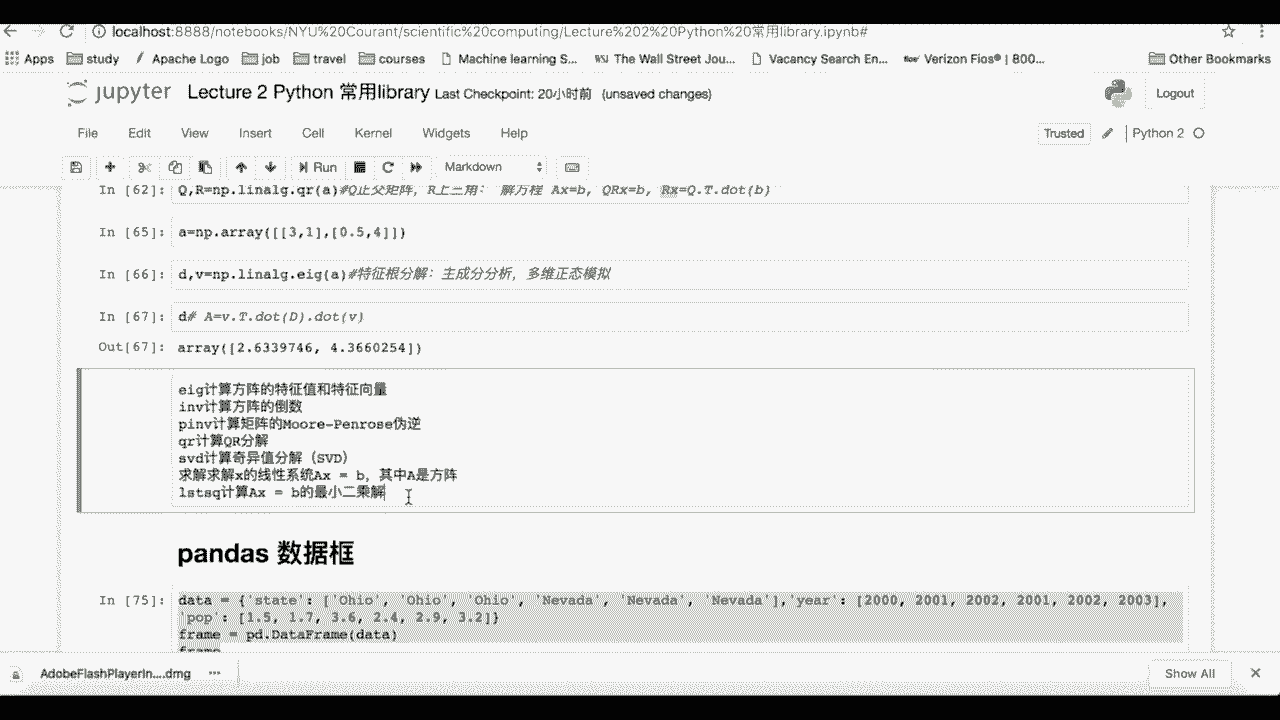 localhost:8888/notebooks/NYU%20Courant/scientific%20computing/Lecture%202%20Python%20常用library.ipynb#
Apps study Apache Logo job travel courses Machine learning S... WSJ The Wall Street Jou... Vacancy Search En... Verizon Fios® | 800... Other Bookmarks
jupyter Lecture 2 Python 常用library Last Checkpoint: 20小时前 (unsaved changes) Logout
File Edit View Insert Cell Kernel Widgets Help Trusted Python 2
Run Markdown
In [62]: Q,R=np.linalg.qr(a)#Q正交矩阵, R上三角: 解方程 Ax=b, QRx=b, Rx=Q.T.dot(b)
In [65]: a=np.array([[3,1],[0.5,4]])
In [66]: d,v=np.linalg.eig(a)#特征根分解: 主成分分析, 多维正态模拟
In [67]: d# A=v.T.dot(D).dot(v)
Out[67]: array([2.6339746, 4.3660254])
eig计算方阵的特征值和特征向量
inv计算方阵的倒数
pinv计算矩阵的Moore-Penrose伪逆
qr计算QR分解
svd计算奇异值分解（SVD）
求解求解x的线性系统Ax = b，其中A是方阵
lstsq计算Ax = b的最小二乘解
pandas 数据框
In [75]: data = {'state': ['Ohio', 'Ohio', 'Ohio', 'Nevada', 'Nevada', 'Nevada'],'year': [2000, 2001, 2002, 2001, 2002, 2003],
'pop': [1.5, 1.7, 3.6, 2.4, 2.9, 3.2]}
frame = pd.DataFrame(data)
frame
AdobeFlashPlayerIn....dmg Show All